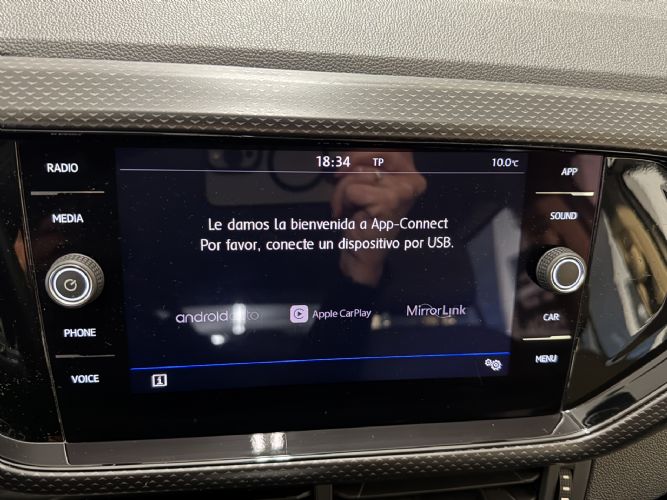 RADIO
MEDIA
PHONE
VOICE
18:34 TP 10.0°C
Le damos la bienvenida a App-Connect
Por favor, conecte un dispositivo por USB.
androidauto Apple CarPlay MirrorLink
APP
SOUND
CAR
MENU